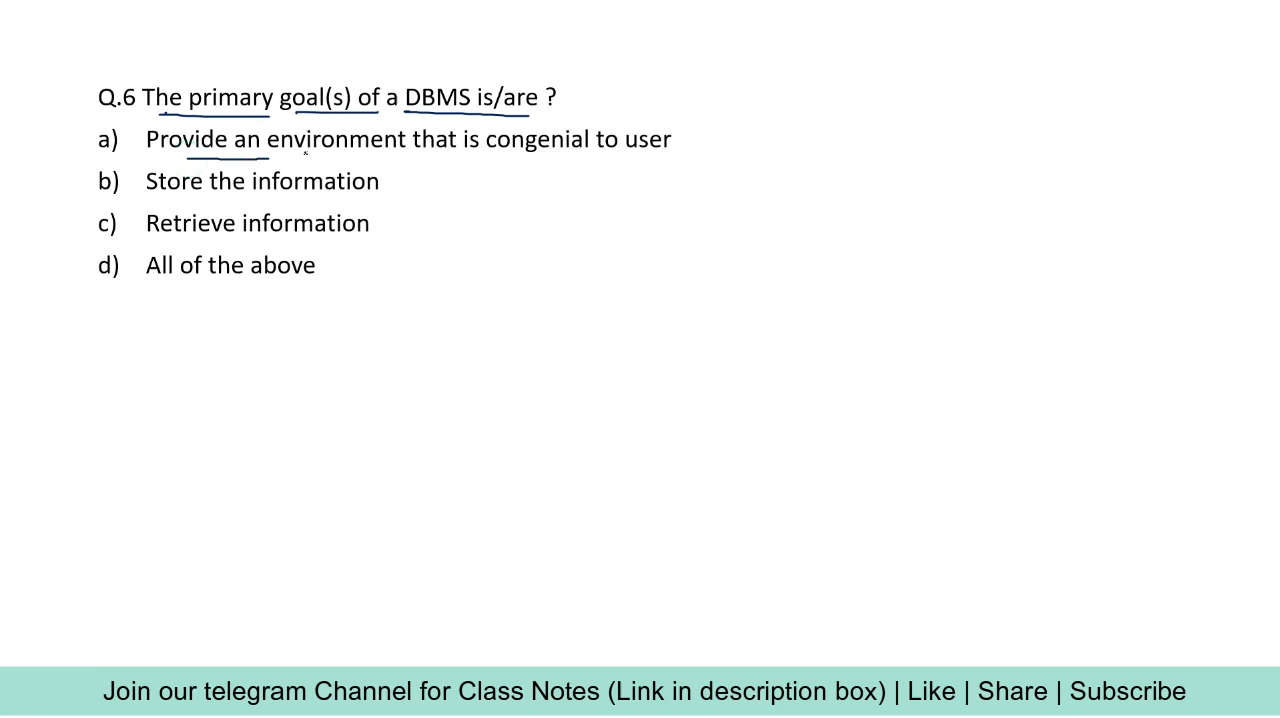 Q.6 The primary goal(s) of a DBMS is/are ?
a) Provide an environment that is congenial to user
b) Store the information
c) Retrieve information
d) All of the above
Join our telegram Channel for Class Notes (Link in description box) | Like | Share | Subscribe